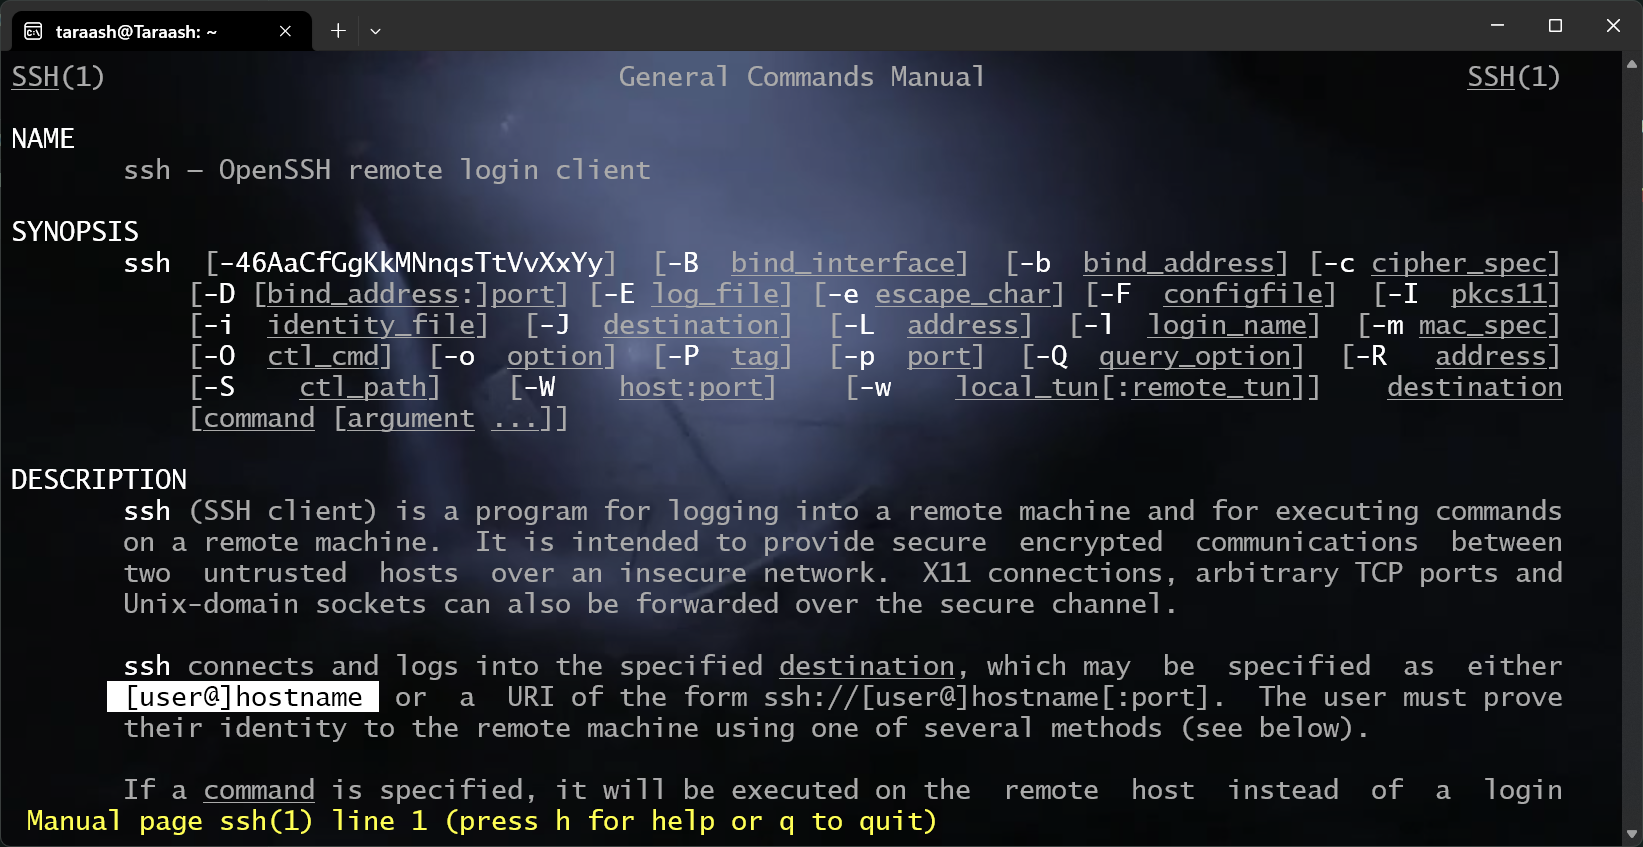 taraash@Taraash: ~
SSH(1) General Commands Manual SSH(1)
NAME
ssh — OpenSSH remote login client
SYNOPSIS
ssh [-46AaCfGgKkMNnqsTtVvXxYy] [-B bind_interface] [-b bind_address] [-c cipher_spec]
[-D [bind_address:]port] [-E log_file] [-e escape_char] [-F configfile] [-I pkcs11]
[-i identity_file] [-J destination] [-L address] [-l login_name] [-m mac_spec]
[-O ctl_cmd] [-o option] [-P tag] [-p port] [-Q query_option] [-R address]
[-S ctl_path] [-W host:port] [-w local_tun[:remote_tun]] destination
[command [argument ...]]
DESCRIPTION
ssh (SSH client) is a program for logging into a remote machine and for executing commands
on a remote machine. It is intended to provide secure encrypted communications between
two untrusted hosts over an insecure network. X11 connections, arbitrary TCP ports and
Unix-domain sockets can also be forwarded over the secure channel.
ssh connects and logs into the specified destination, which may be specified as either
[user@]hostname or a URI of the form ssh://[user@]hostname[:port]. The user must prove
their identity to the remote machine using one of several methods (see below).
If a command is specified, it will be executed on the remote host instead of a login
Manual page ssh(1) line 1 (press h for help or q to quit)